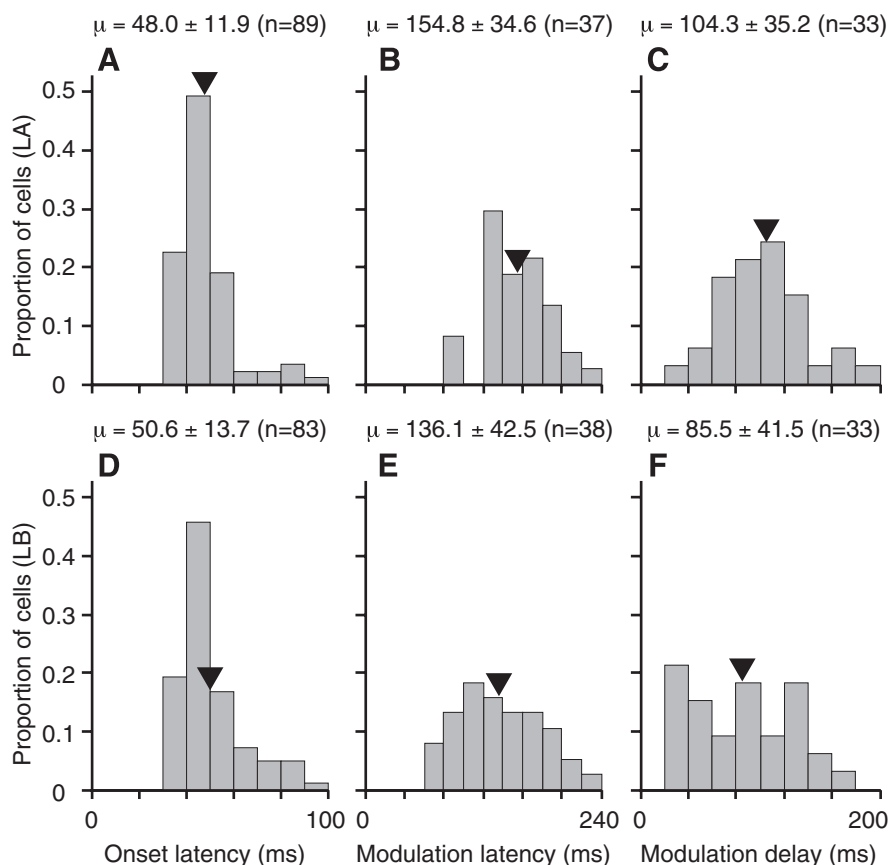 μ = 48.0 ± 11.9 (n=89)
μ = 154.8 ± 34.6 (n=37)
μ = 104.3 ± 35.2 (n=33)
A
B
C
Proportion of cells (LA)
0.5
0.4
0.3
0.2
0.1
0
μ = 50.6 ± 13.7 (n=83)
μ = 136.1 ± 42.5 (n=38)
μ = 85.5 ± 41.5 (n=33)
D
E
F
Proportion of cells (LB)
0.5
0.4
0.3
0.2
0.1
0
0 100
0 240
0 200
Onset latency (ms)
Modulation latency (ms)
Modulation delay (ms)